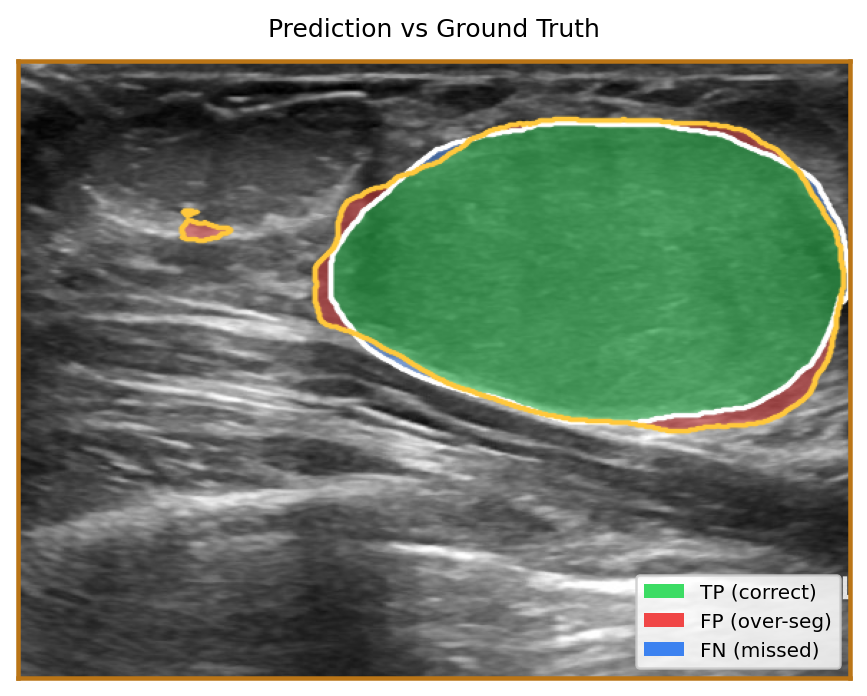 Prediction vs Ground Truth
TP (correct)
FP (over-seg)
FN (missed)